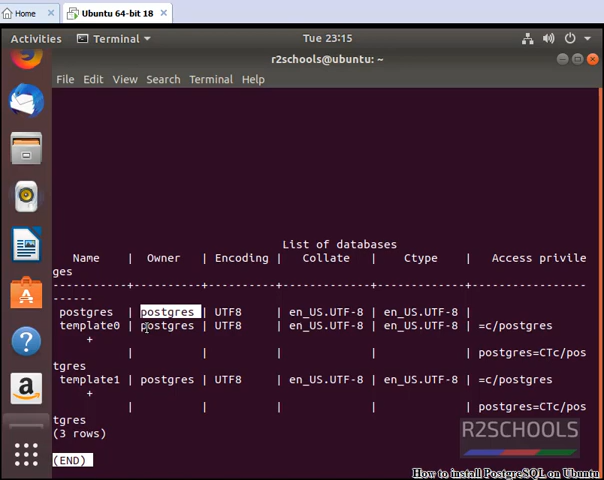 Home
Ubuntu 64-bit 18
Activities Terminal Tue 23:15
r2schools@ubuntu: ~
File Edit View Search Terminal Help
List of databases
Name | Owner | Encoding | Collate | Ctype | Access privile
ges
-----------+----------+----------+-------------+-------------+-----------------
------
postgres | postgres | UTF8 | en_US.UTF-8 | en_US.UTF-8 |
template0 | postgres | UTF8 | en_US.UTF-8 | en_US.UTF-8 | =c/postgres
+
| | | | | postgres=CTc/pos
tgres
template1 | postgres | UTF8 | en_US.UTF-8 | en_US.UTF-8 | =c/postgres
+
| | | | | postgres=CTc/pos
tgres
(3 rows)
(END)
R2SCHOOLS
How to install PostgreSQL on Ubuntu